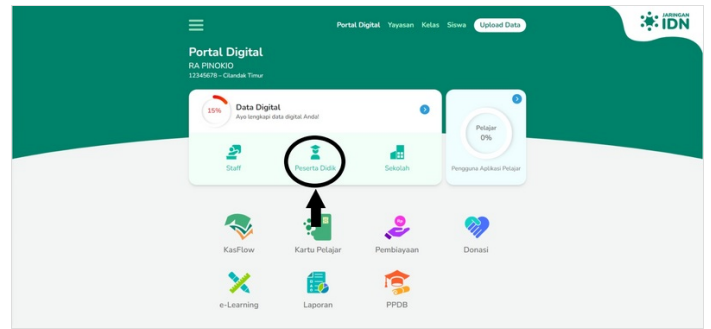 Portal Digital Yayasan Kelas Siswa Upload Data
JARINGAN
IDN
Portal Digital
RA PINOKIO
12345678 – Cilandak Timur
15%
Data Digital
Ayo lengkapi data digital Anda!
Staff Peserta Didik Sekolah
Pelajar
0%
Pengguna Aplikasi Pelajar
KasFlow Kartu Pelajar Pembiayaan Donasi
e-Learning Laporan PPDB